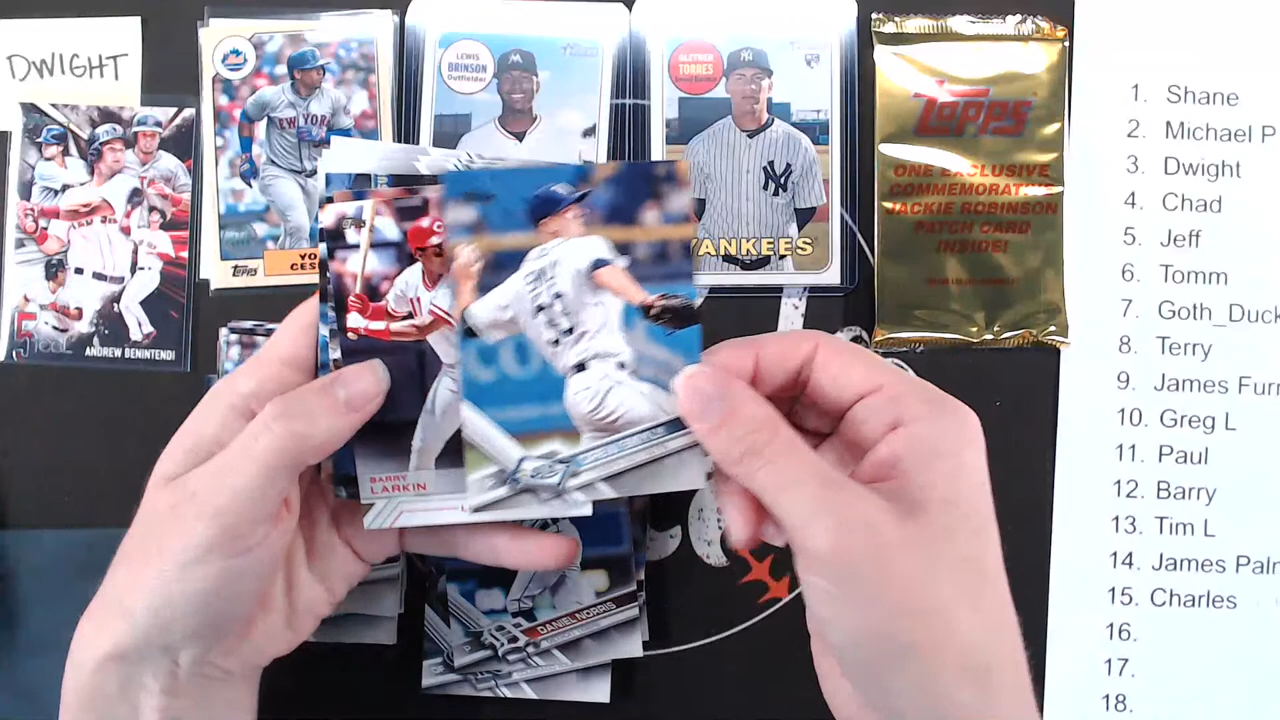 DWIGHT
NEW YORK
Topps
YO
CES
5TOOL
ANDREW BENINTENDI
LEWIS
BRINSON
Outfielder
GLEYBER
TORRES
YANKEES
Topps
ONE EXCLUSIVE
COMMEMORATIVE
JACKIE ROBINSON
PATCH CARD
INSIDE!
BARRY
LARKIN
11
DANIEL NORRIS
1. Shane
2. Michael P
3. Dwight
4. Chad
5. Jeff
6. Tomm
7. Goth_Duck
8. Terry
9. James Furr
10. Greg L
11. Paul
12. Barry
13. Tim L
14. James Palm
15. Charles
16.
17.
18.